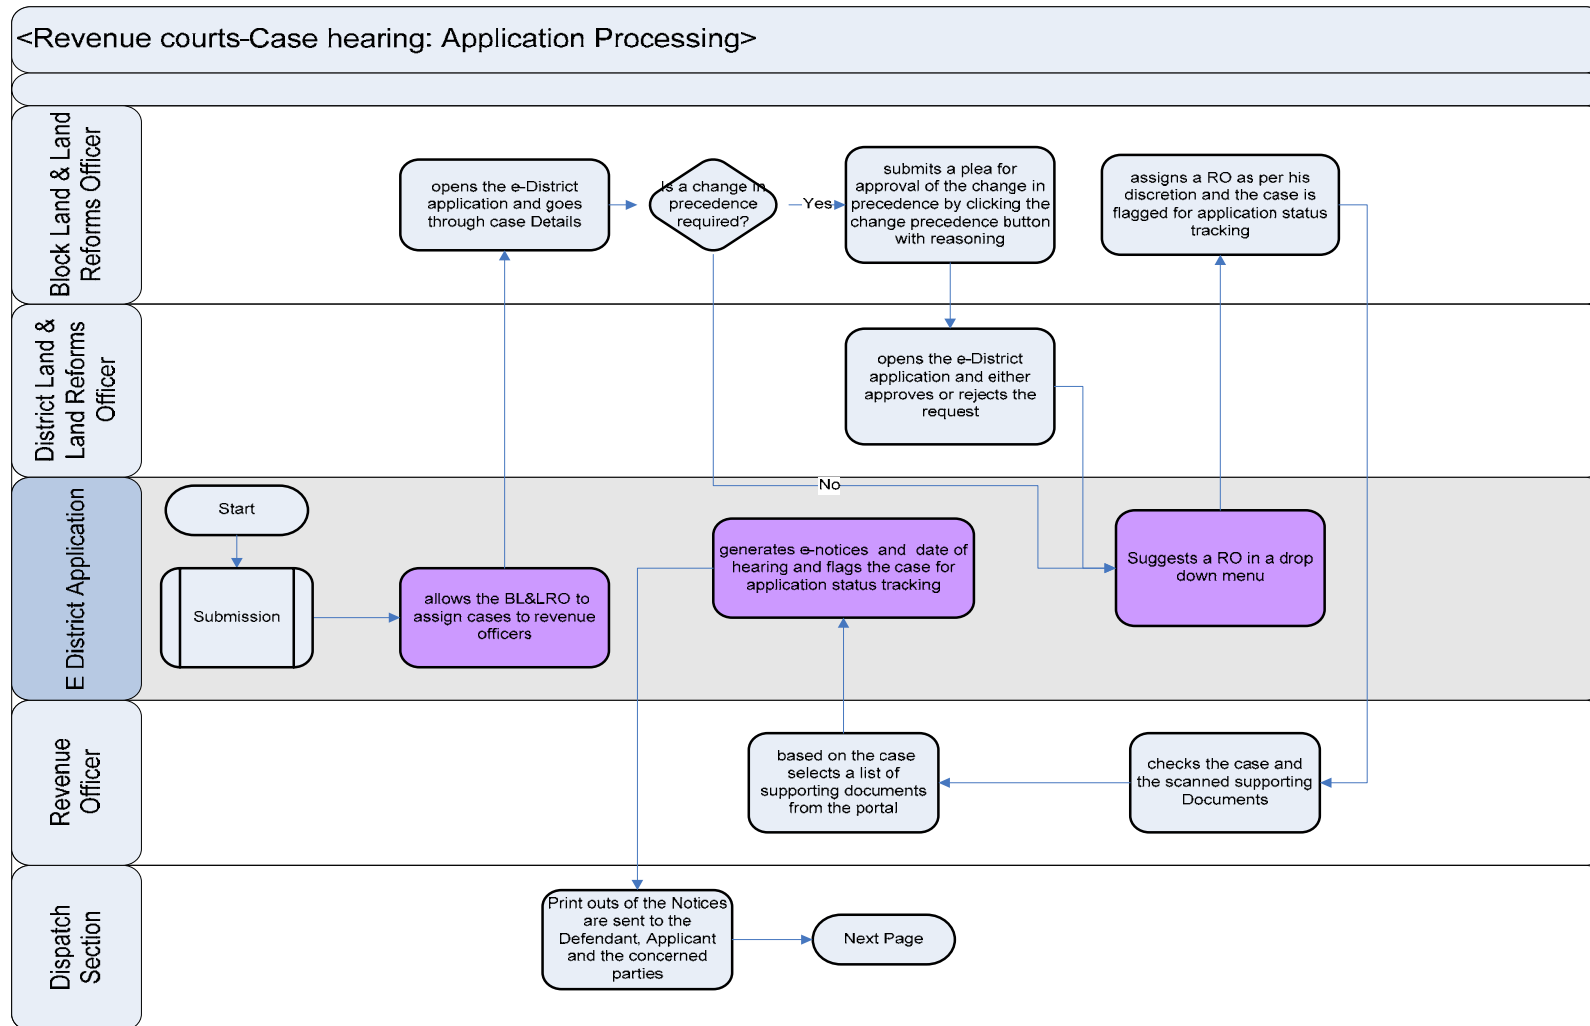 <Revenue courts-Case hearing: Application Processing>
Block Land & Land
Reforms Officer
opens the e-District
application and goes
through case Details
Is a change in
precedence
required?
Yes
submits a plea for
approval of the change in
precedence by clicking the
change precedence button
with reasoning
assigns a RO as per his
discretion and the case is
flagged for application status
tracking
District Land &
Land Reforms
Officer
opens the e-District
application and either
approves or rejects the
request
No
E District Application
Start
Submission
allows the BL&LRO to
assign cases to revenue
officers
generates e-notices and date of
hearing and flags the case for
application status tracking
Suggests a RO in a drop
down menu
Revenue
Officer
based on the case
selects a list of
supporting documents
from the portal
checks the case and
the scanned supporting
Documents
Dispatch
Section
Print outs of the Notices
are sent to the
Defendant, Applicant
and the concerned
parties
Next Page